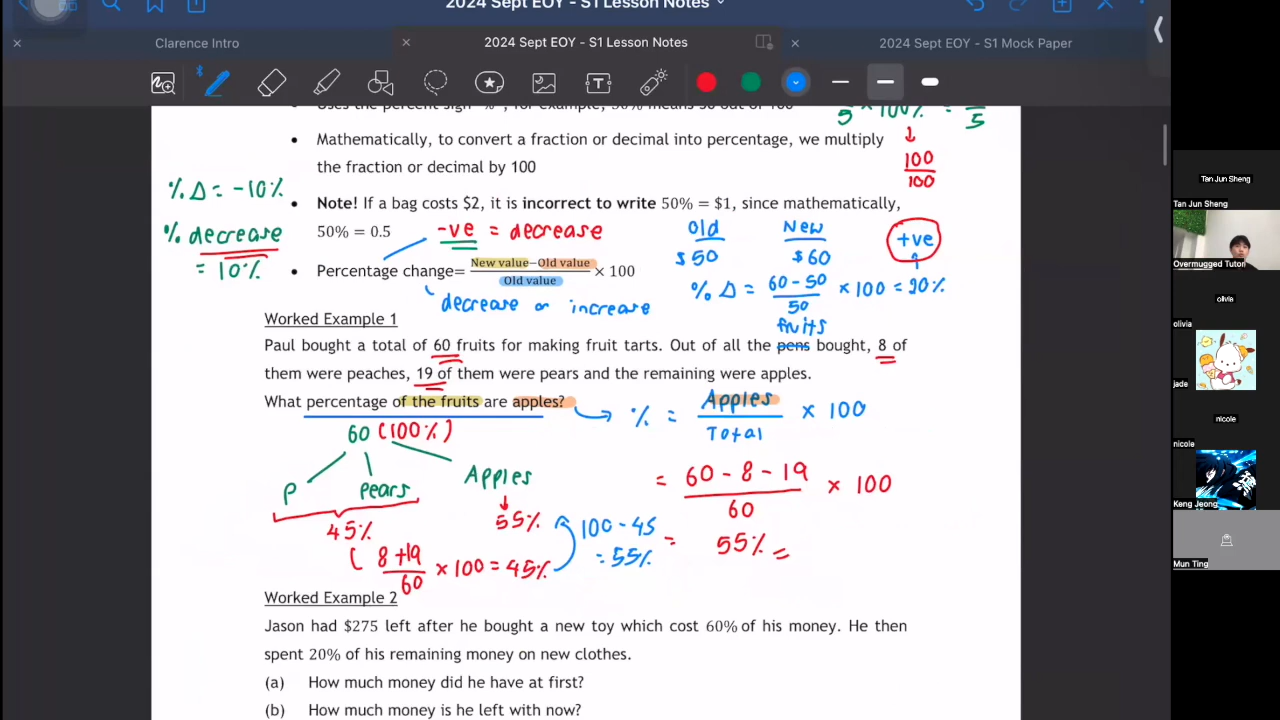 2024 Sept EOY - S1 Lesson Notes
Clarence Intro
2024 Sept EOY - S1 Lesson Notes
2024 Sept EOY - S1 Mock Paper
5 × 100% = 5
100
100
Mathematically, to convert a fraction or decimal into percentage, we multiply
the fraction or decimal by 100
% Δ = -10%
Note! If a bag costs $2, it is incorrect to write 50% = $1, since mathematically,
50% = 0.5
% decrease
= 10%
-ve = decrease
Old
New
$50
$60
+ve
Percentage change= New value−Old value
Old value
× 100
decrease or increase
% Δ = 60 - 50
50
× 100 = 20%
Worked Example 1
fruits
Paul bought a total of 60 fruits for making fruit tarts. Out of all the pens bought, 8 of
them were peaches, 19 of them were pears and the remaining were apples.
What percentage of the fruits are apples?
% = Apples
Total
× 100
60 (100%)
P
Pears
Apples
45%
55%
( 8 + 19
60
× 100 = 45%
100 - 45
= 55%
= 60 - 8 - 19
60
× 100
= 55%
Worked Example 2
Jason had $275 left after he bought a new toy which cost 60% of his money. He then
spent 20% of his remaining money on new clothes.
(a) How much money did he have at first?
(b) How much money is he left with now?
Tan Jun Sheng
Tan Jun Sheng
Overmugged Tutor
olivia
olivia
jade
nicole
nicole
Keng Jeong
Mun Ting